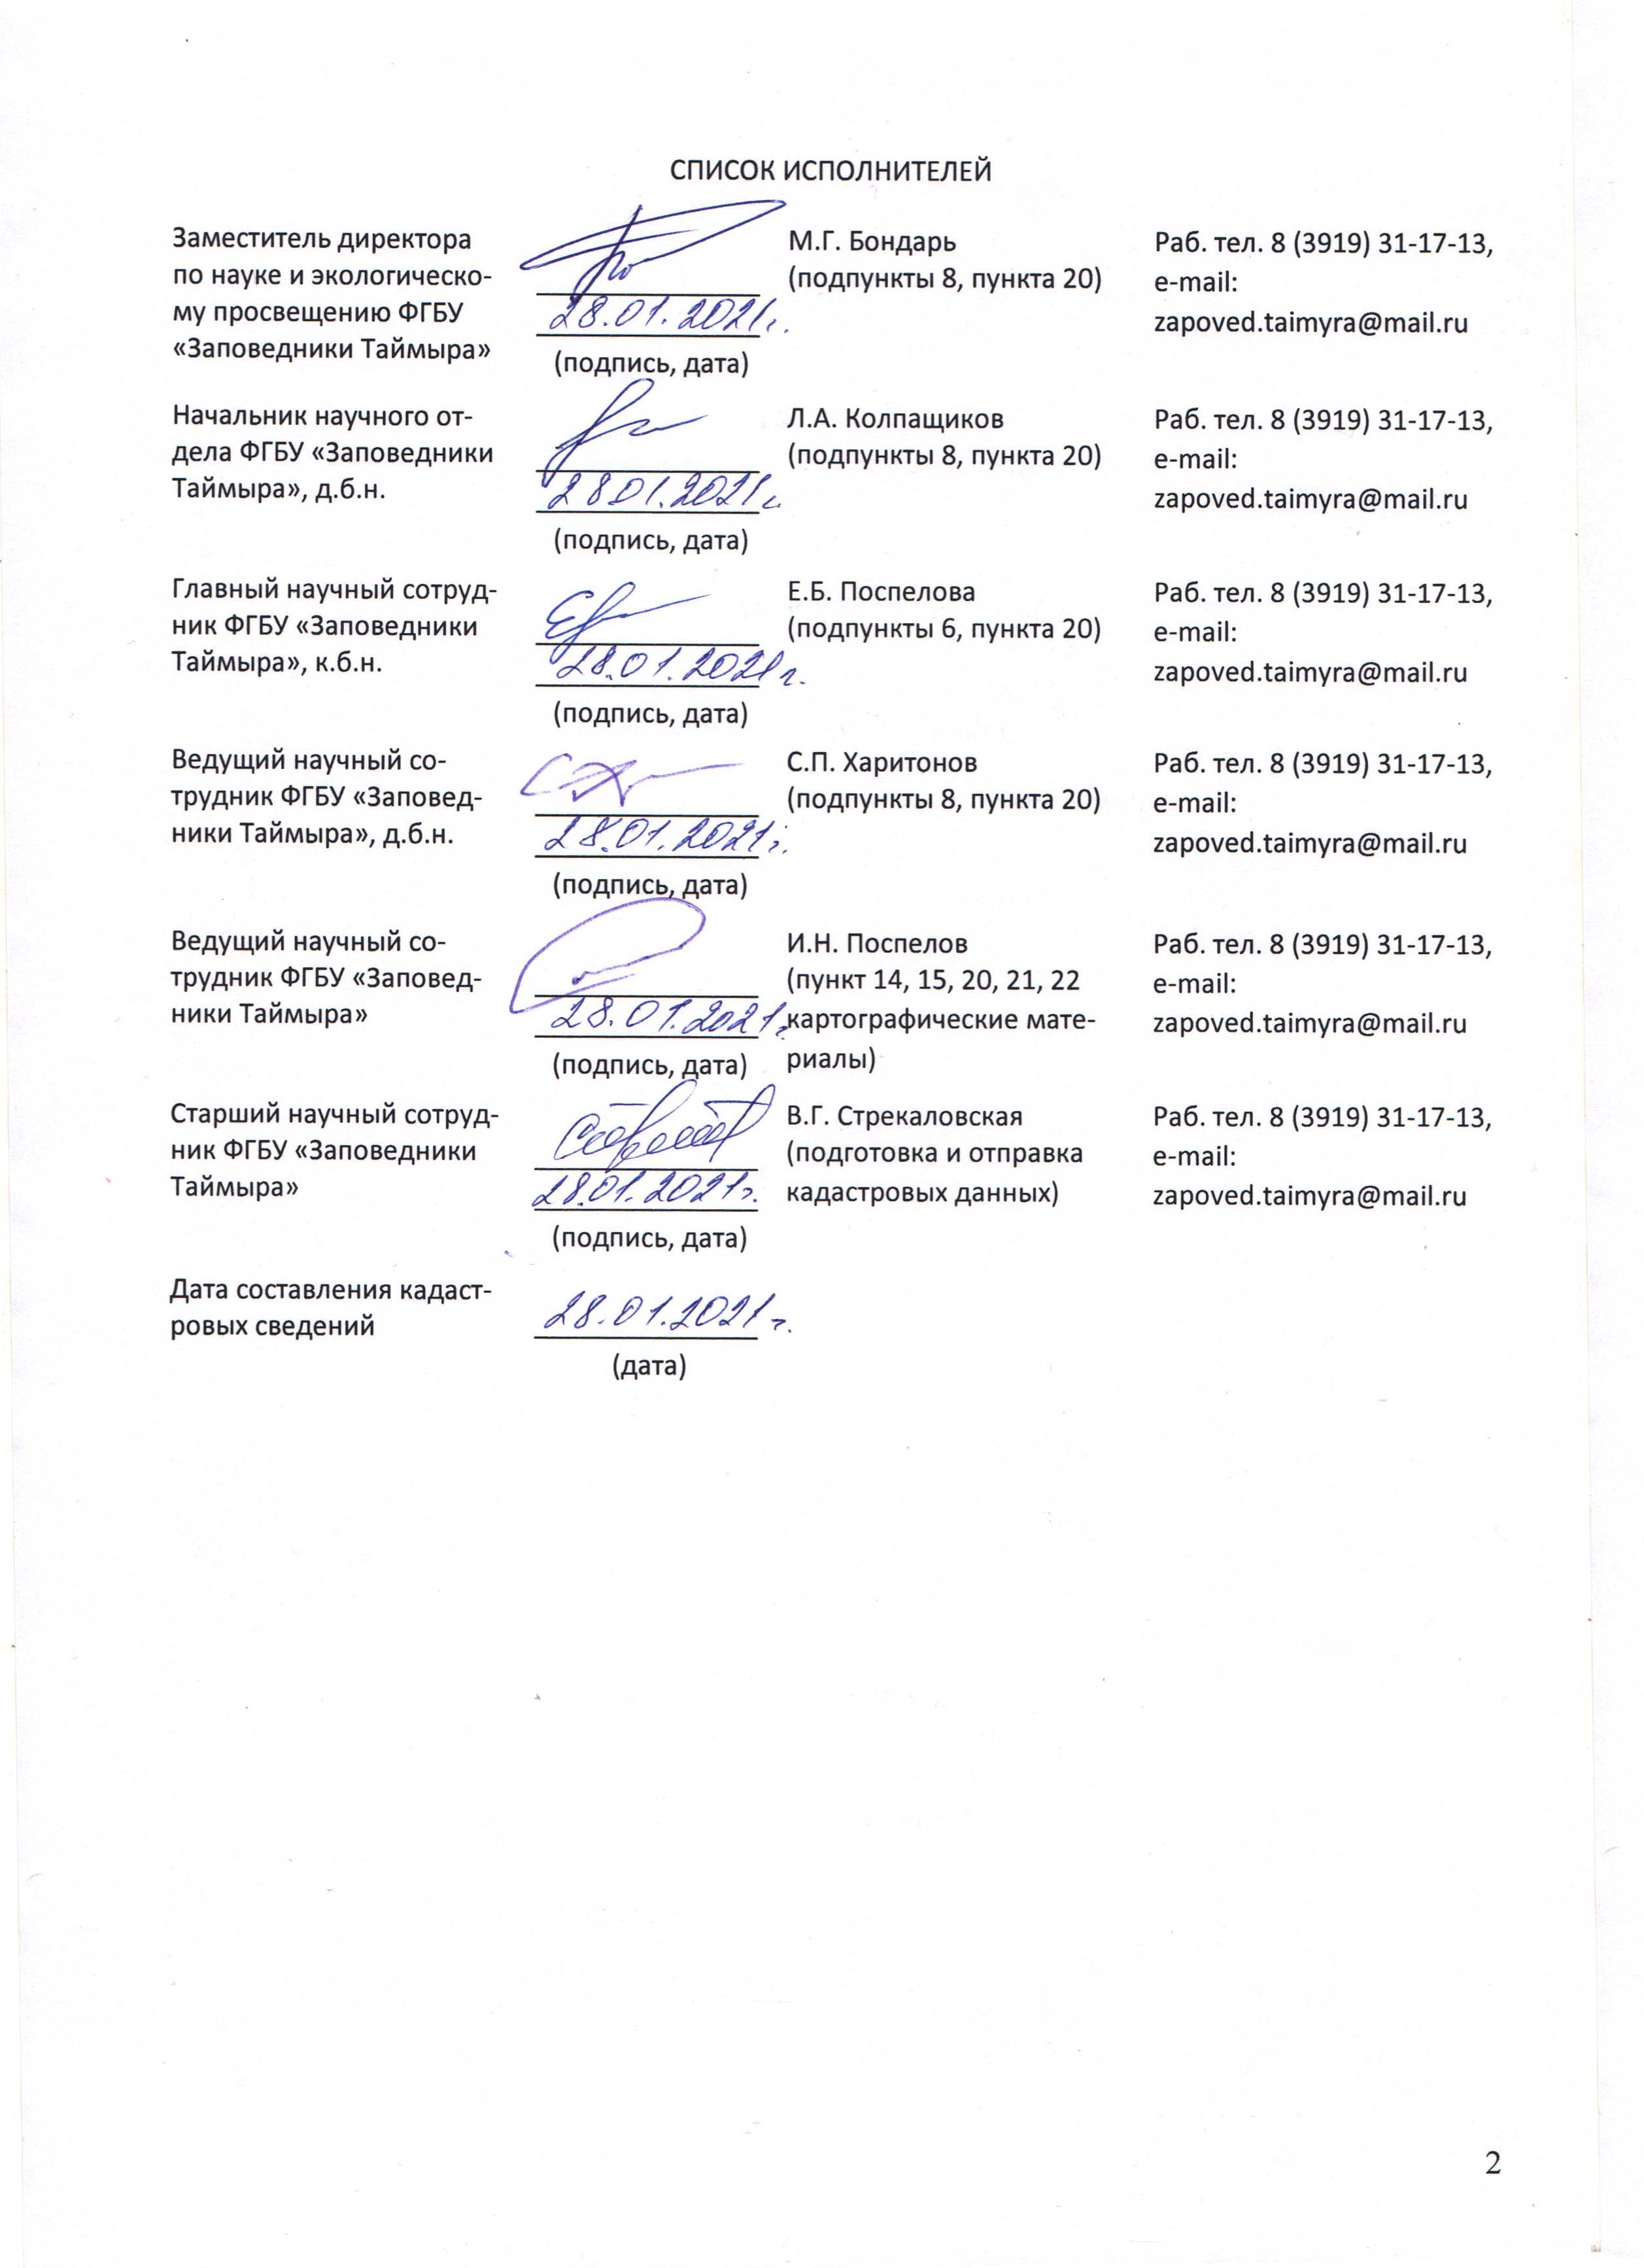 СПИСОК ИСПОЛНИТЕЛЕЙ
Заместитель директора
по науке и экологическо-
му просвещению ФГБУ
«Заповедники Таймыра»
28.01.2021г.
(подпись, дата)
М.Г. Бондарь
(подпункты 8, пункта 20)
Раб. тел. 8 (3919) 31-17-13,
e-mail:
zapoved.taimyra@mail.ru
Начальник научного от-
дела ФГБУ «Заповедники
Таймыра», д.б.н.
28 01.2021г.
(подпись, дата)
Л.А. Колпащиков
(подпункты 8, пункта 20)
Раб. тел. 8 (3919) 31-17-13,
e-mail:
zapoved.taimyra@mail.ru
Главный научный сотруд-
ник ФГБУ «Заповедники
Таймыра», к.б.н.
28.01.2021г.
(подпись, дата)
Е.Б. Поспелова
(подпункты 6, пункта 20)
Раб. тел. 8 (3919) 31-17-13,
e-mail:
zapoved.taimyra@mail.ru
Ведущий научный со-
трудник ФГБУ «Заповед-
ники Таймыра», д.б.н.
28.01.2021г.
(подпись, дата)
С.П. Харитонов
(подпункты 8, пункта 20)
Раб. тел. 8 (3919) 31-17-13,
e-mail:
zapoved.taimyra@mail.ru
Ведущий научный со-
трудник ФГБУ «Заповед-
ники Таймыра»
28.01.2021г.
(подпись, дата)
И.Н. Поспелов
(пункт 14, 15, 20, 21, 22
картографические мате-
риалы)
Раб. тел. 8 (3919) 31-17-13,
e-mail:
zapoved.taimyra@mail.ru
Старший научный сотруд-
ник ФГБУ «Заповедники
Таймыра»
28.01.2021г.
(подпись, дата)
В.Г. Стрекаловская
(подготовка и отправка
кадастровых данных)
Раб. тел. 8 (3919) 31-17-13,
e-mail:
zapoved.taimyra@mail.ru
Дата составления кадаст-
ровых сведений
28.01.2021г.
(дата)
2